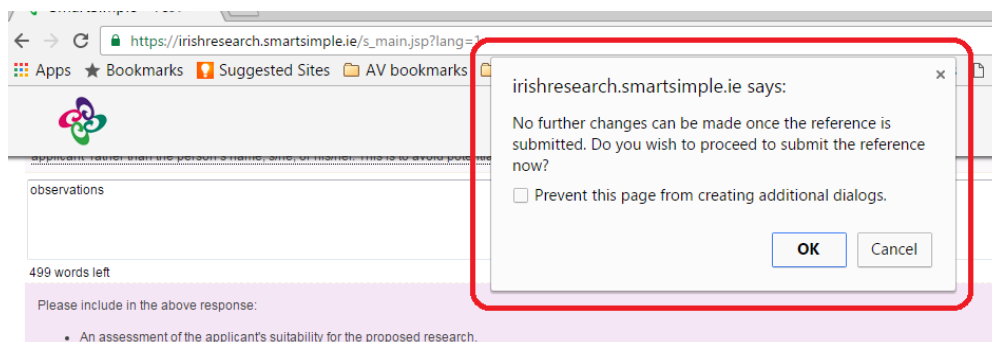 https://irishresearch.smartsimple.ie/s_main.jsp?lang=1
Apps Bookmarks Suggested Sites AV bookmarks
irishresearch.smartsimple.ie says:
No further changes can be made once the reference is
submitted. Do you wish to proceed to submit the reference
now?
Prevent this page from creating additional dialogs.
OK Cancel
applicant' rather than the person's name, s/he, or his/her. This is to avoid
observations
499 words left
Please include in the above response:
An assessment of the applicant's suitability for the proposed research.